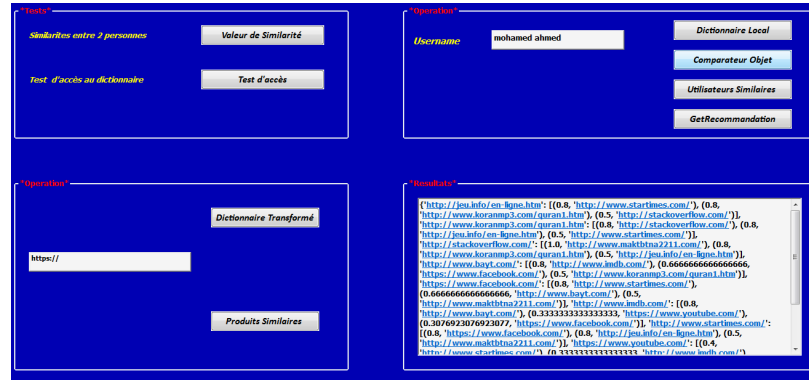 *Tests*
Similarites entre 2 personnes
Valeur de Similarité
Test d'accès au dictionnaire
Test d'accès
*Operation*
Username
mohamed ahmed
Dictionnaire Local
Comparateur Objet
Utilisateurs Similaires
GetRecommandation
*Operation*
Dictionnaire Transformé
https://
Produits Similaires
*Resultats*
{'http://jeu.info/en-ligne.htm': [(0.8, 'http://www.startimes.com/'), (0.8,
'http://www.koranmp3.com/quran1.htm'), (0.5, 'http://stackoverflow.com/')],
'http://www.koranmp3.com/quran1.htm': [(0.8, 'http://stackoverflow.com/'), (0.8,
'http://jeu.info/en-ligne.htm'), (0.5, 'http://www.startimes.com/')],
'http://stackoverflow.com/': [(1.0, 'http://www.maktbtna2211.com/'), (0.8,
'http://www.koranmp3.com/quran1.htm'), (0.5, 'http://jeu.info/en-ligne.htm')],
'http://www.bayt.com/': [(0.8, 'http://www.imdb.com/'), (0.6666666666666666,
'https://www.facebook.com/'), (0.5, 'http://www.koranmp3.com/quran1.htm')],
'https://www.facebook.com/': [(0.8, 'http://www.startimes.com/'),
(0.6666666666666666, 'http://www.bayt.com/'), (0.5,
'http://www.maktbtna2211.com/')], 'http://www.imdb.com/': [(0.8,
'http://www.bayt.com/'), (0.3333333333333333, 'https://www.youtube.com/'),
(0.3076923076923077, 'https://www.facebook.com/')], 'http://www.startimes.com/':
[(0.8, 'https://www.facebook.com/'), (0.8, 'http://jeu.info/en-ligne.htm'), (0.5,
'http://www.maktbtna2211.com/')], 'https://www.youtube.com/': [(0.4,
'http://www.startimes.com/'), (0.3333333333333333, 'http://www.imdb.com/')